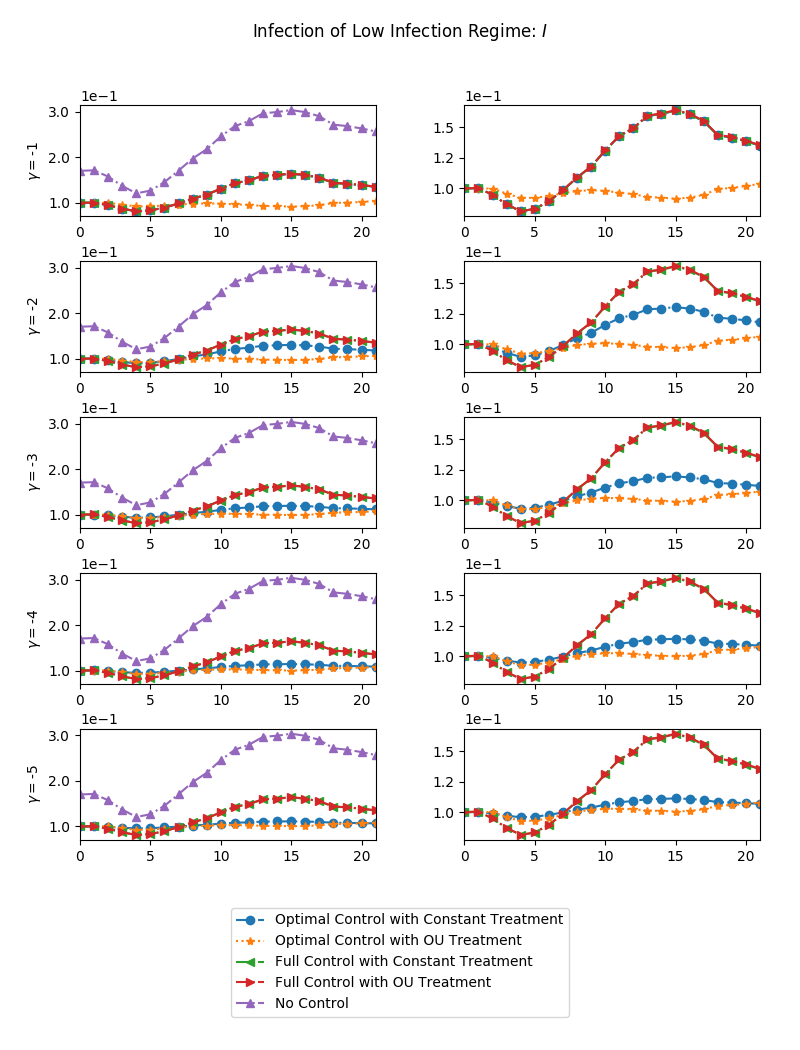 Infection of Low Infection Regime: I
1e−1
1e−1
γ = -1
3.0
2.0
1.0
0 5 10 15 20
1.5
1.2
1.0
0 5 10 15 20
1e−1
1e−1
γ = -2
3.0
2.0
1.0
0 5 10 15 20
1.5
1.2
1.0
0 5 10 15 20
1e−1
1e−1
γ = -3
3.0
2.0
1.0
0 5 10 15 20
1.5
1.2
1.0
0 5 10 15 20
1e−1
1e−1
γ = -4
3.0
2.0
1.0
0 5 10 15 20
1.5
1.2
1.0
0 5 10 15 20
1e−1
1e−1
γ = -5
3.0
2.0
1.0
0 5 10 15 20
1.5
1.2
1.0
0 5 10 15 20
Optimal Control with Constant Treatment
Optimal Control with OU Treatment
Full Control with Constant Treatment
Full Control with OU Treatment
No Control